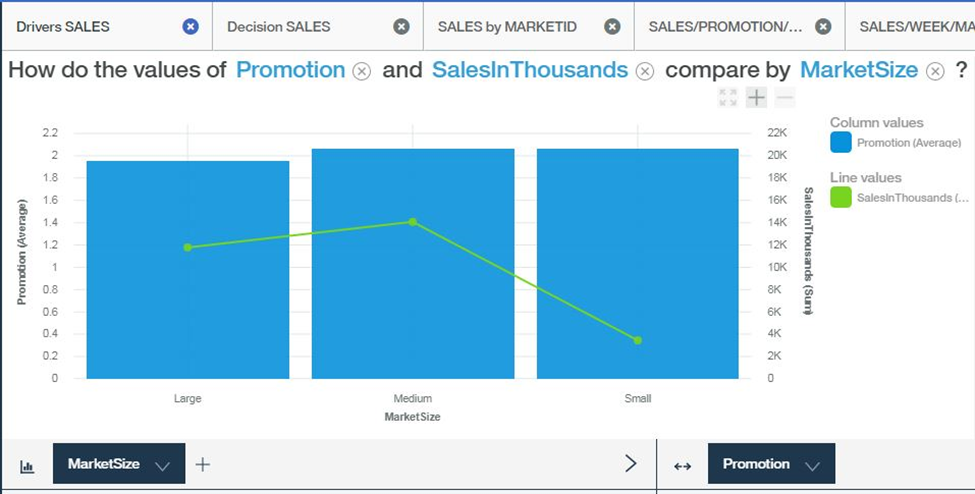 Drivers SALES
Decision SALES
SALES by MARKETID
SALES/PROMOTION/...
SALES/WEEK/MA
How do the values of Promotion and SalesInThousands compare by MarketSize ?
Column values
Promotion (Average)
Line values
SalesInThousands (...
Promotion (Average)
2.2
2
1.8
1.6
1.4
1.2
1
0.8
0.6
0.4
0.2
0
22K
20K
18K
16K
14K
12K
10K
8K
6K
4K
2K
0
SalesInThousands (Sum)
Large
Medium
Small
MarketSize
MarketSize
Promotion